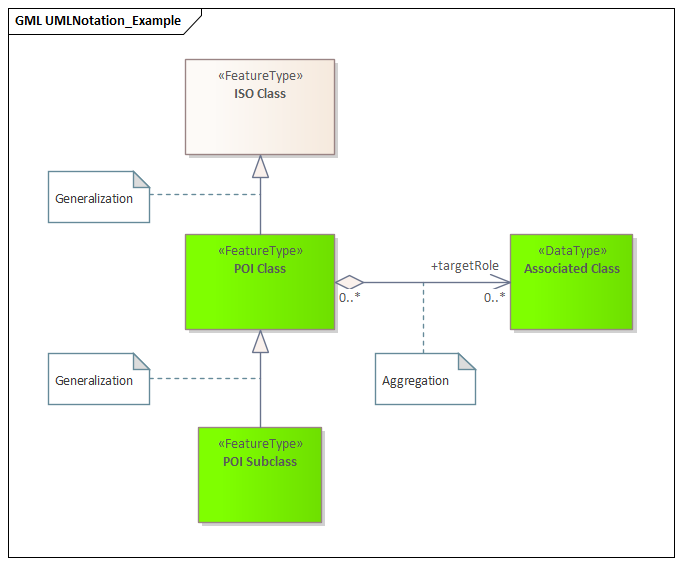 GML UMLNotation_Example
«FeatureType»
ISO Class
Generalization
«FeatureType»
POI Class
+targetRole
0..*
0..*
«DataType»
Associated Class
Generalization
Aggregation
«FeatureType»
POI Subclass